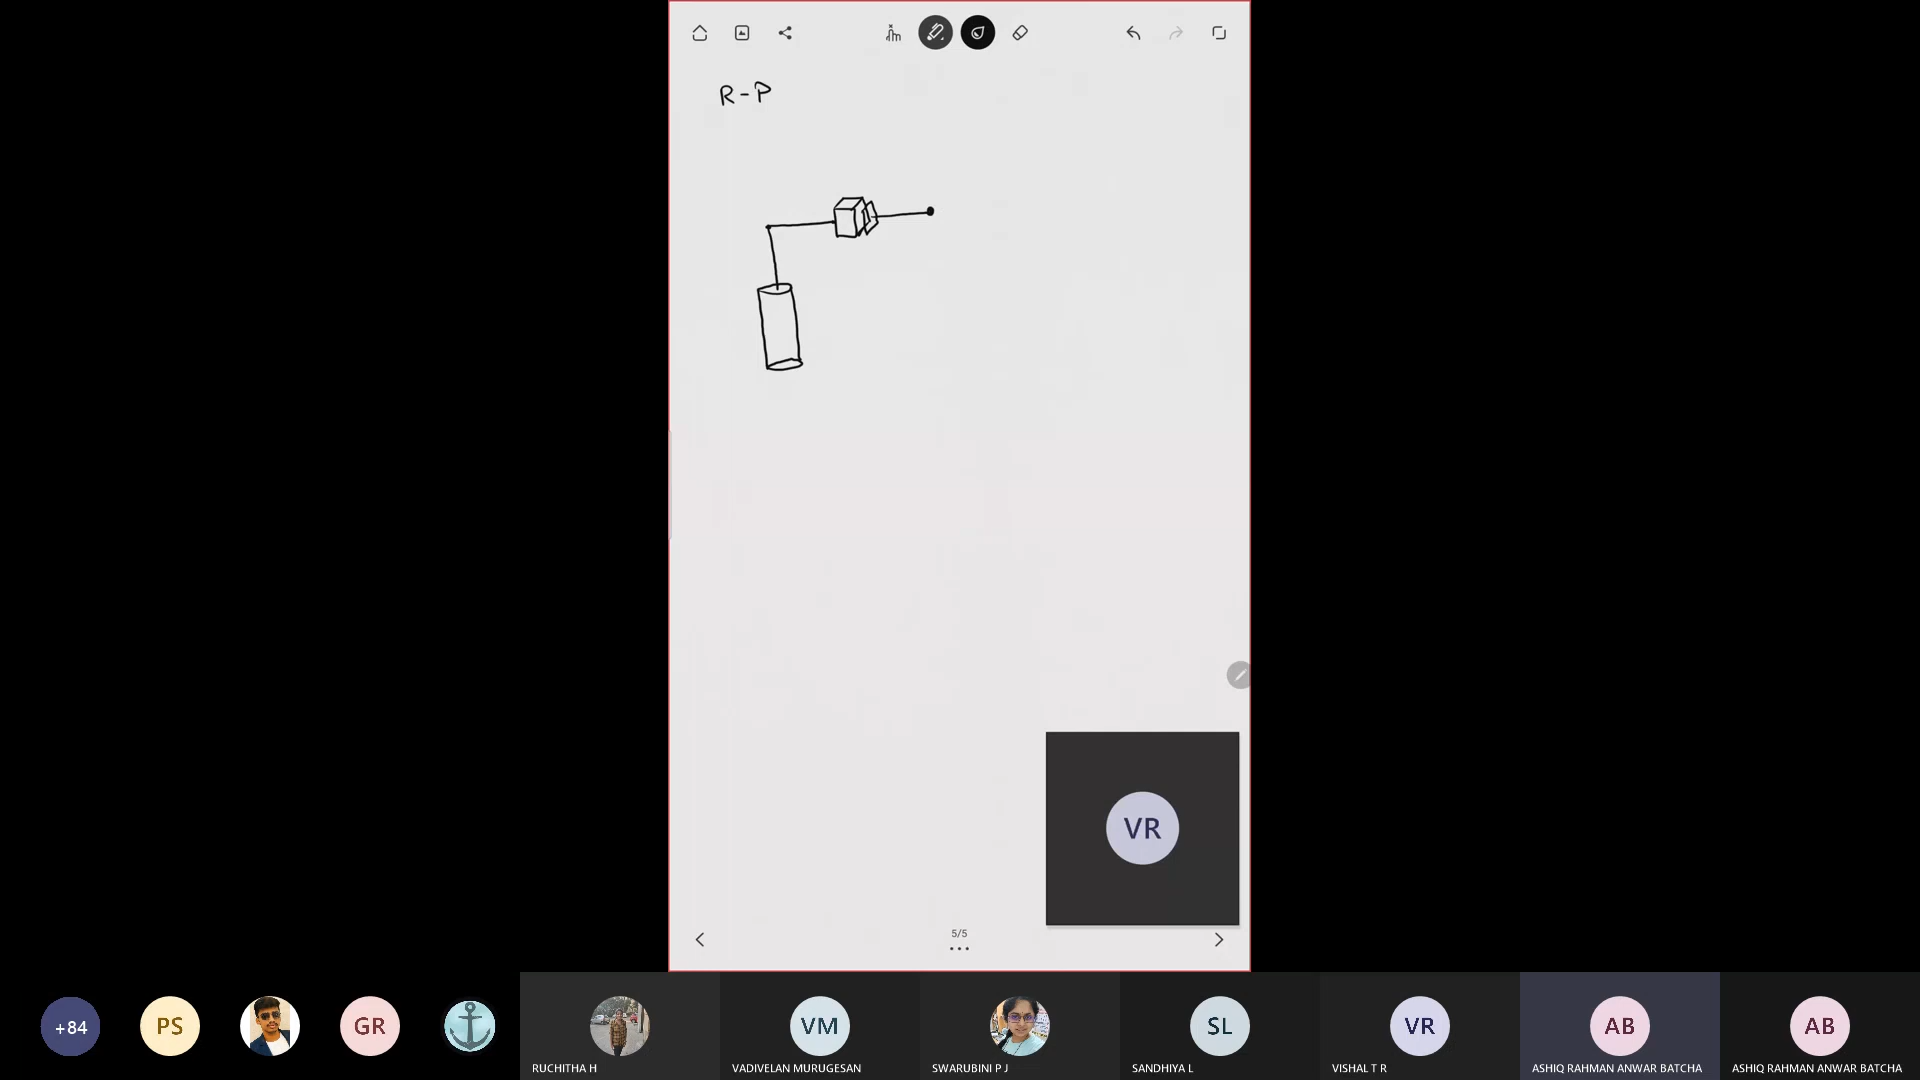 R-P
VR
5/5
+84
PS
GR
VM
SL
VR
AB
AB
RUCHITHA H
VADIVELAN MURUGESAN
SWARUBINI P J
SANDHIYA L
VISHAL T R
ASHIQ RAHMAN ANWAR BATCHA
ASHIQ RAHMAN ANWAR BATCHA